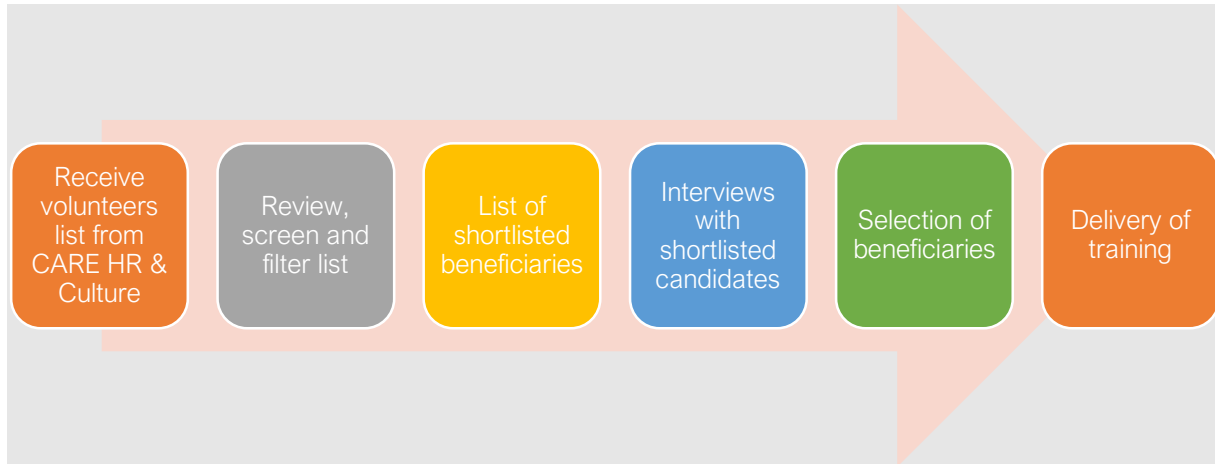 Receive
volunteers
list from
CARE HR &
Culture
Review,
screen and
filter list
List of
shortlisted
beneficiaries
Interviews
with
shortlisted
candidates
Selection of
beneficiaries
Delivery of
training